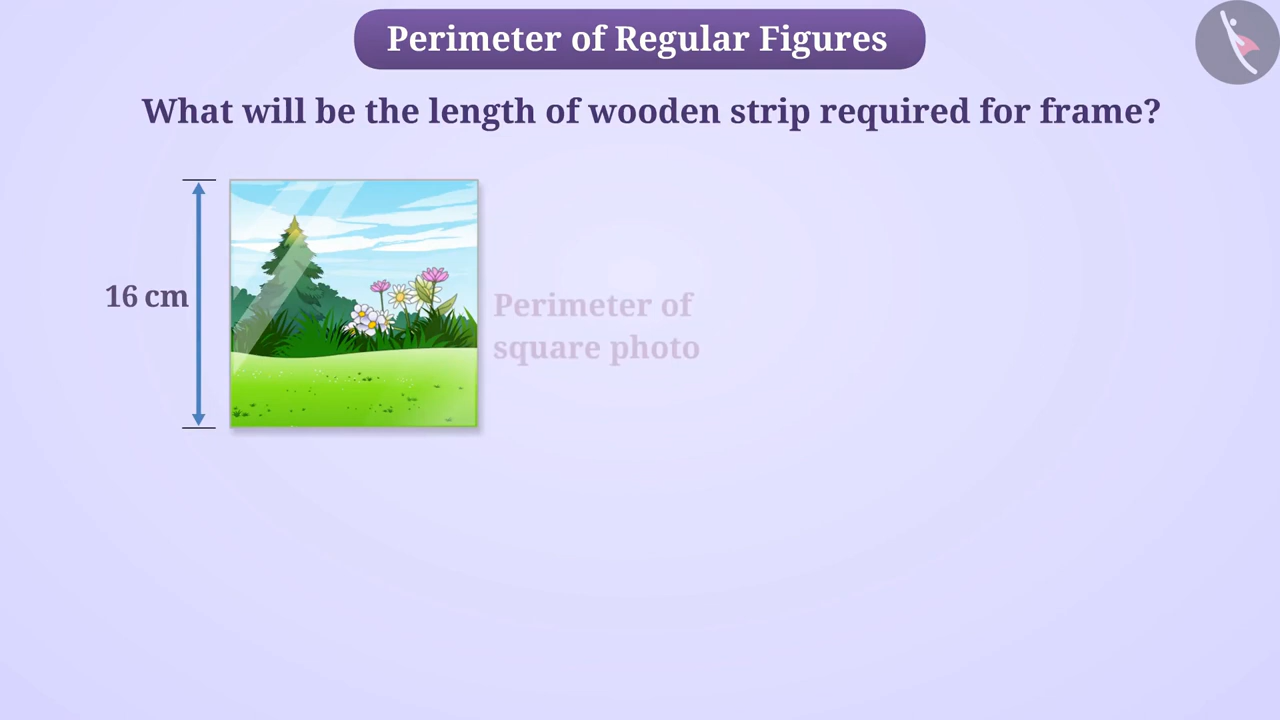 Perimeter of Regular Figures
What will be the length of wooden strip required for frame?
16 cm
Perimeter of
square photo